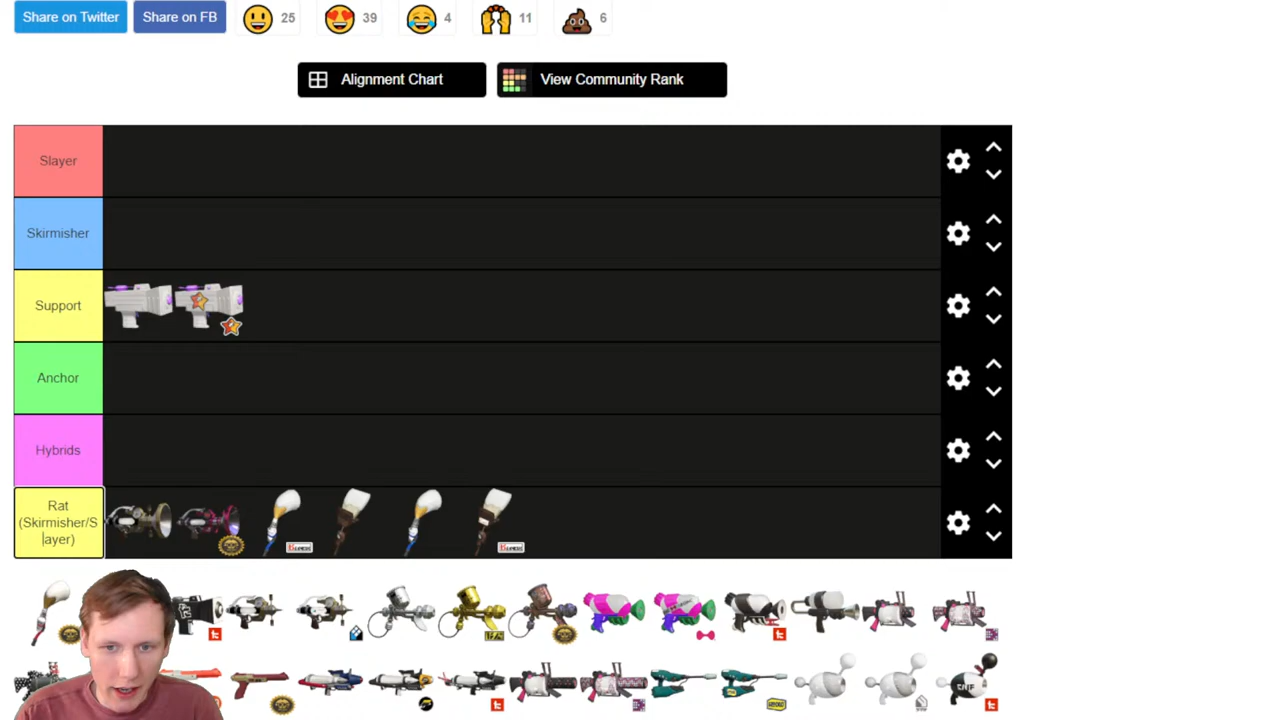 Share on Twitter
Share on FB
25
39
4
11
6
Alignment Chart
View Community Rank
Slayer
Skirmisher
Support
Anchor
Hybrids
Rat
(Skirmisher/S
layer)